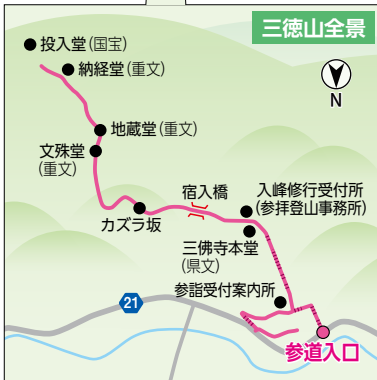 三徳山全景
投入堂(国宝)
納経堂(重文)
N
地蔵堂(重文)
文殊堂
(重文)
宿入橋
入峰修行受付所
(参拝登山事務所)
カズラ坂
三佛寺本堂
(県文)
参詣受付案内所
21
参道入口